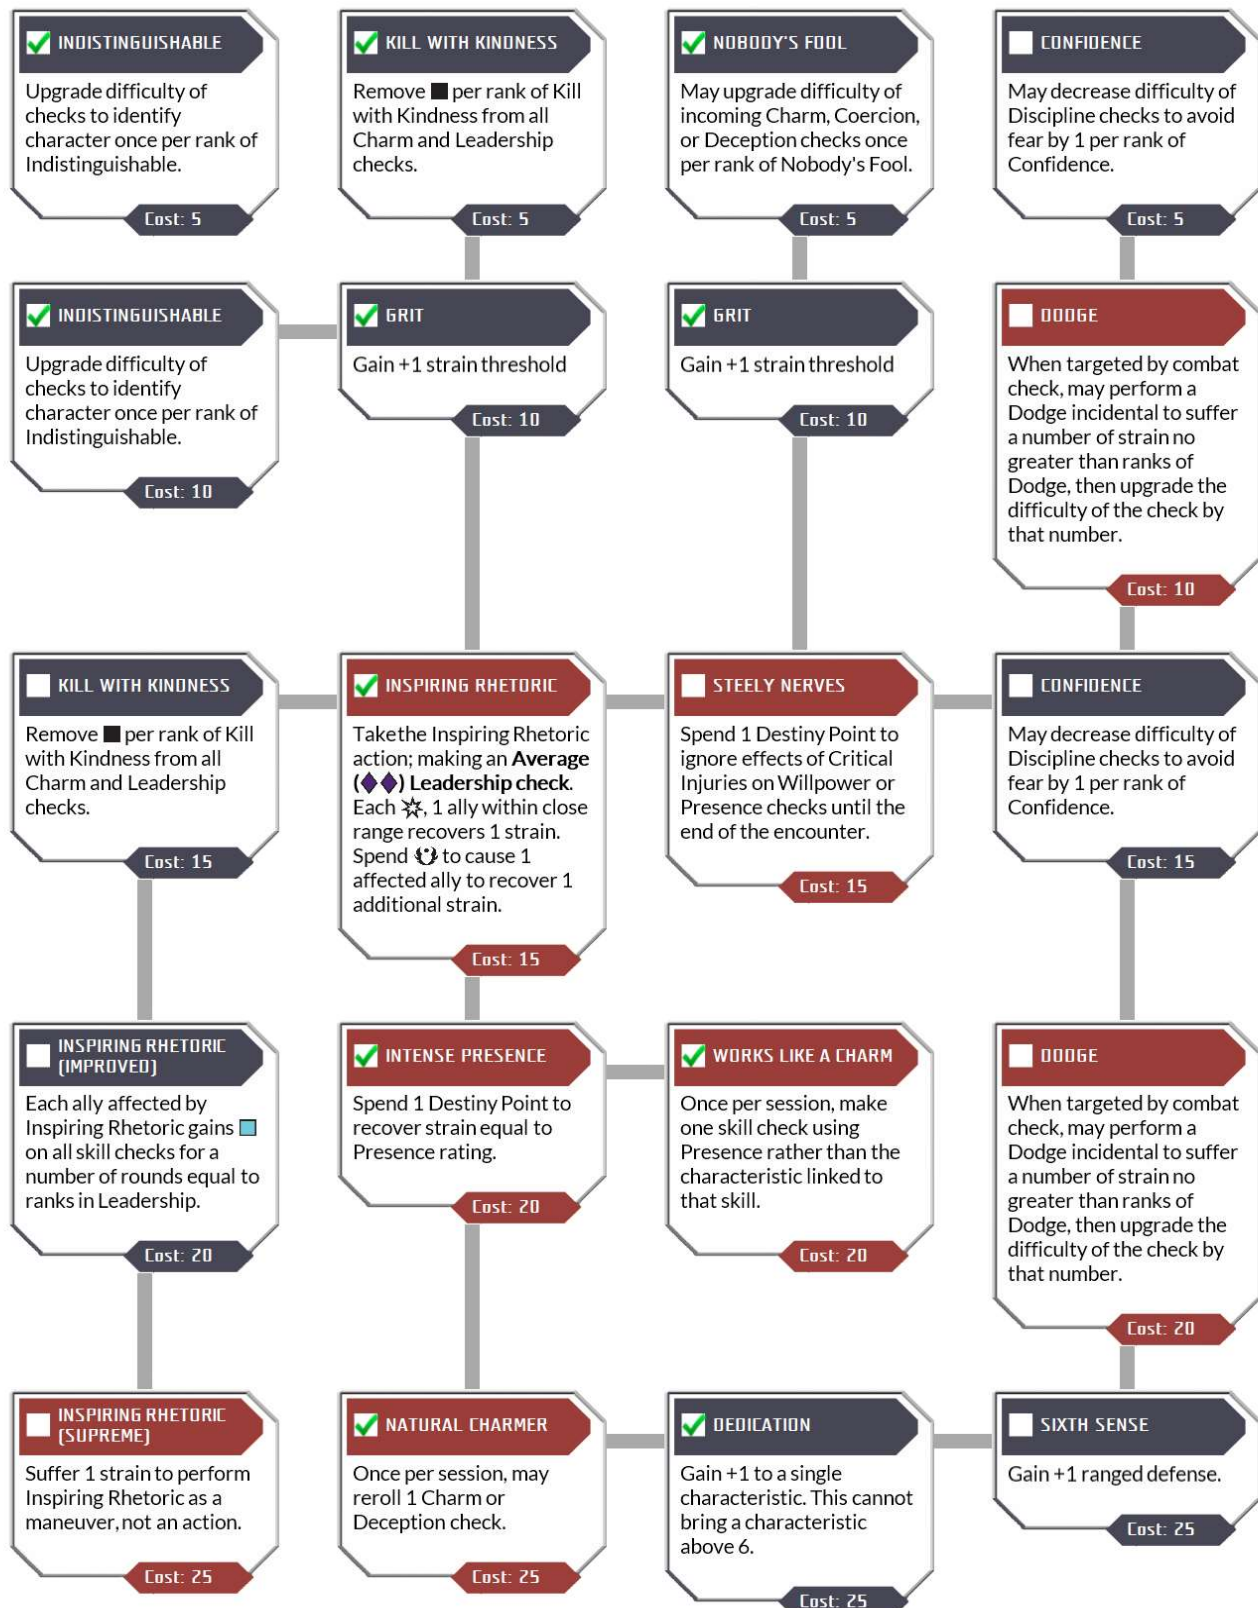 INDISTINGUISHABLE
Upgrade difficulty of
checks to identify
character once per rank of
Indistinguishable.
Cost: 5
KILL WITH KINDNESS
Remove ■ per rank of Kill
with Kindness from all
Charm and Leadership
checks.
Cost: 5
NOBODY'S FOOL
May upgrade difficulty of
incoming Charm, Coercion,
or Deception checks once
per rank of Nobody's Fool.
Cost: 5
CONFIDENCE
May decrease difficulty of
Discipline checks to avoid
fear by 1 per rank of
Confidence.
Cost: 5
INDISTINGUISHABLE
Upgrade difficulty of
checks to identify
character once per rank of
Indistinguishable.
Cost: 10
GRIT
Gain +1 strain threshold
Cost: 10
GRIT
Gain +1 strain threshold
Cost: 10
DODGE
When targeted by combat
check, may perform a
Dodge incidental to suffer
a number of strain no
greater than ranks of
Dodge, then upgrade the
difficulty of the check by
that number.
Cost: 10
KILL WITH KINDNESS
Remove ■ per rank of Kill
with Kindness from all
Charm and Leadership
checks.
Cost: 15
INSPIRING RHETORIC
Takethe Inspiring Rhetoric
action; making an Average
(◆◆) Leadership check.
Each, 1 ally within close
range recovers 1 strain.
Spend to cause 1
affected ally to recover 1
additional strain.
Cost: 15
STEELY NERVES
Spend 1 Destiny Point to
ignore effects of Critical
Injuries on Willpower or
Presence checks until the
end of the encounter.
Cost: 15
CONFIDENCE
May decrease difficulty of
Discipline checks to avoid
fear by 1 per rank of
Confidence.
Cost: 15
INSPIRING RHETORIC
(IMPROVED)
Each ally affected by
Inspiring Rhetoric gains
on all skill checks for a
number of rounds equal to
ranks in Leadership.
Cost: 20
INTENSE PRESENCE
Spend 1 Destiny Point to
recover strain equal to
Presence rating.
Cost: 20
WORKS LIKE A CHARM
Once per session, make
one skill check using
Presence rather than the
characteristic linked to
that skill.
Cost: 20
DODGE
When targeted by combat
check, may perform a
Dodge incidental to suffer
a number of strain no
greater than ranks of
Dodge, then upgrade the
difficulty of the check by
that number.
Cost: 20
INSPIRING RHETORIC
(SUPREME)
Suffer 1 strain to perform
Inspiring Rhetoric as a
maneuver, not an action.
Cost: 25
NATURAL CHARMER
Once per session, may
reroll 1 Charm or
Deception check.
Cost: 25
DEDICATION
Gain +1 to a single
characteristic. This cannot
bring a characteristic
above 6.
Cost: 25
SIXTH SENSE
Gain +1 ranged defense.
Cost: 25